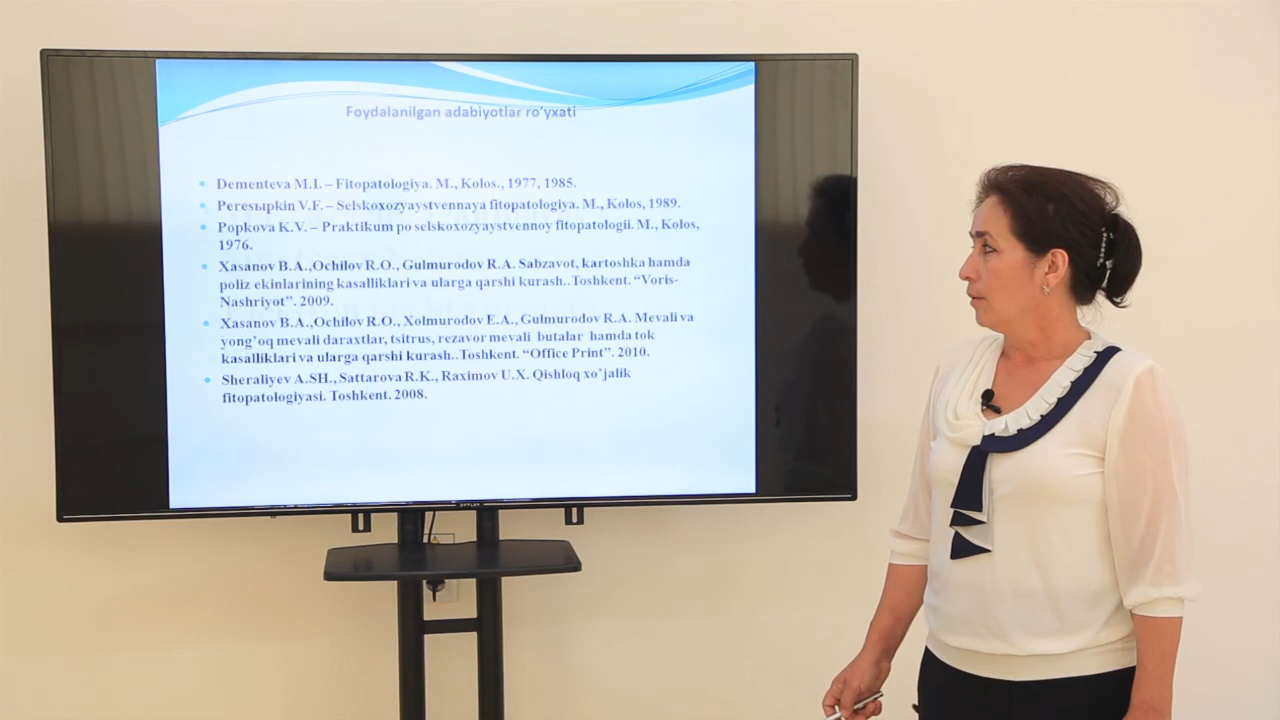 Foydalanilgan adabiyotlar ro’yxati
Dementeva M.I. – Fitopatologiya. M., Kolos., 1977, 1985.
Peresыpkin V.F. – Selskoxozyaystvennaya fitopatologiya. M., Kolos, 1989.
Popkova K.V. – Praktikum po selskoxozyaystvennoy fitopatologii. M., Kolos,
1976.
Xasanov B.A.,Ochilov R.O., Gulmurodov R.A. Sabzavot, kartoshka hamda
poliz ekinlarining kasalliklari va ularga qarshi kurash.. Toshkent. “Voris-
Nashriyot”. 2009.
Xasanov B.A.,Ochilov R.O., Xolmurodov E.A., Gulmurodov R.A. Mevali va
yong’oq mevali daraxtlar, tsitrus, rezavor mevali butalar hamda tok
kasalliklari va ularga qarshi kurash.. Toshkent. “Office Print”. 2010.
Sheraliyev A.SH., Sattarova R.K., Raximov U.X. Qishloq xo’jalik
fitopatologiyasi. Toshkent. 2008.